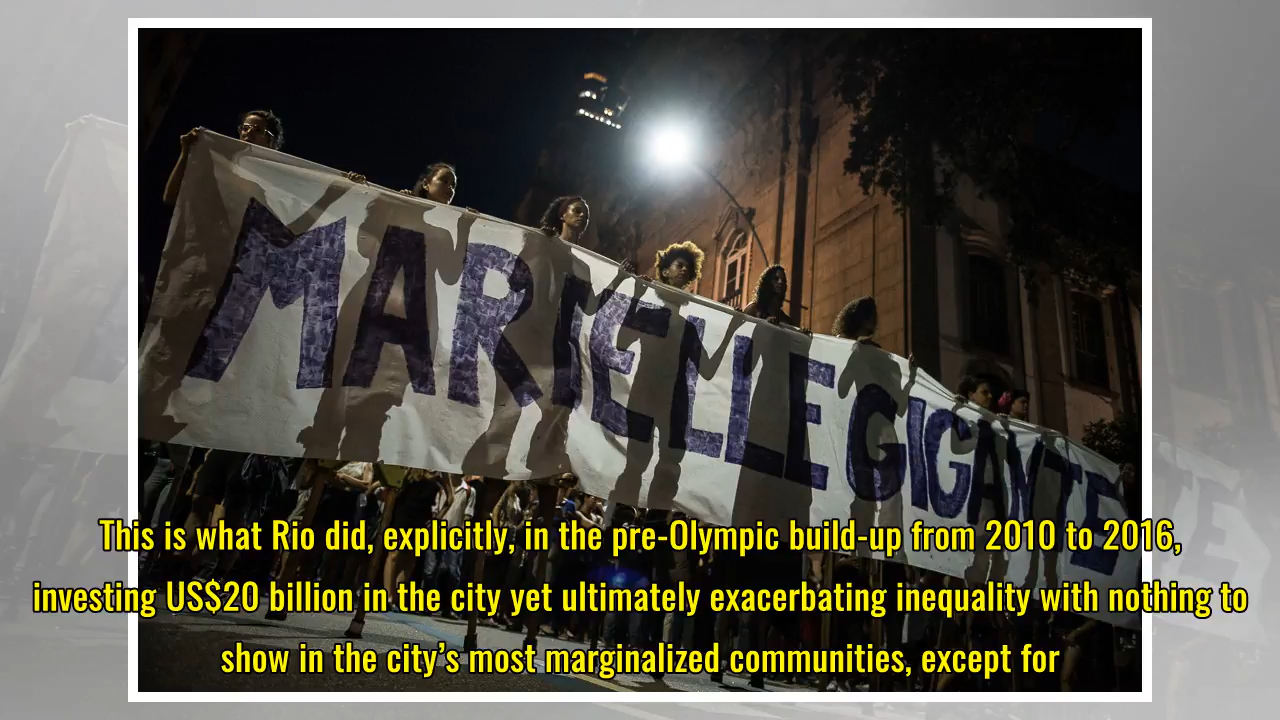 MARIELLE GIGANTE
This is what Rio did, explicitly, in the pre-Olympic build-up from 2010 to 2016,
investing US$20 billion in the city yet ultimately exacerbating inequality with nothing to
show in the city’s most marginalized communities, except for